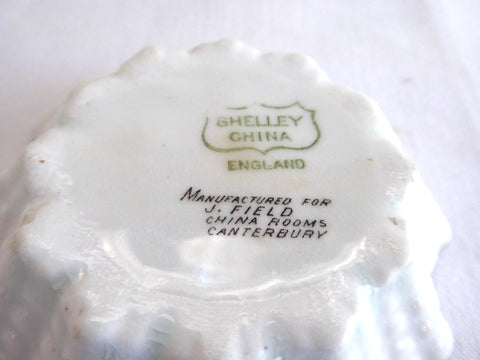 SHELLEY
CHINA
ENGLAND
MANUFACTURED FOR
J. FIELD
CHINA ROOMS
CANTERBURY